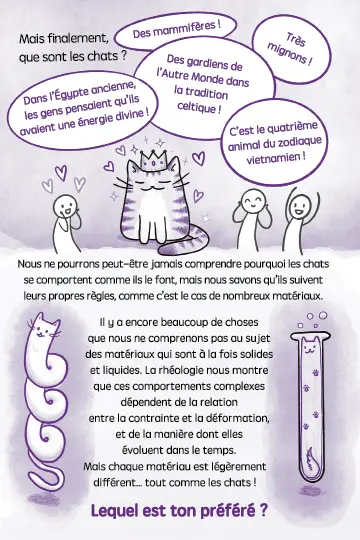 Mais finalement,
que sont les chats ?
Des mammifères !
Très
mignons !
Des gardiens de
l'Autre Monde dans
la tradition
celtique !
Dans l'Égypte ancienne,
les gens pensaient qu'ils
avaient une énergie divine !
C'est le quatrième
animal du zodiaque
vietnamien !
Nous ne pourrons peut-être jamais comprendre pourquoi les chats
se comportent comme ils le font, mais nous savons qu'ils suivent
leurs propres règles, comme c'est le cas de nombreux matériaux.
Il y a encore beaucoup de choses
que nous ne comprenons pas au sujet
des matériaux qui sont à la fois solides
et liquides. La rhéologie nous montre
que ces comportements complexes
dépendent de la relation
entre la contrainte et la déformation,
et de la manière dont elles
évoluent dans le temps.
Mais chaque matériau est légèrement
différent... tout comme les chats !
Lequel est ton préféré ?